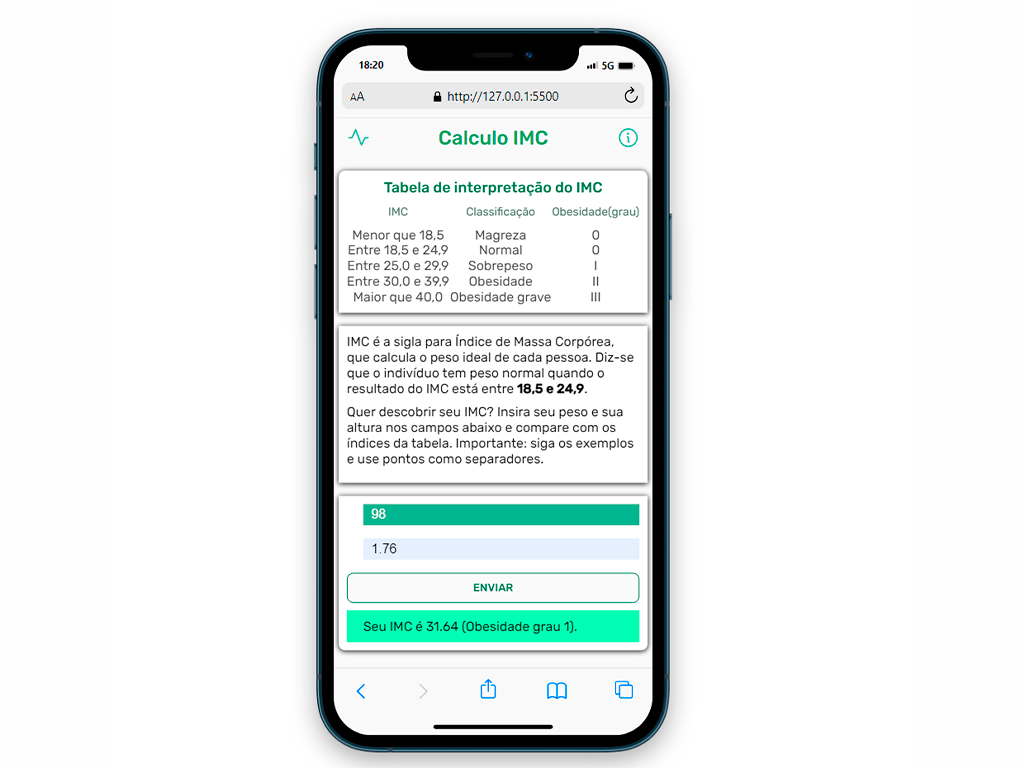 18:20
5G
AA
http://127.0.0.1:5500
Calculo IMC
Tabela de interpretação do IMC
IMC Classificação Obesidade(grau)
Menor que 18,5 Magreza 0
Entre 18,5 e 24,9 Normal 0
Entre 25,0 e 29,9 Sobrepeso I
Entre 30,0 e 39,9 Obesidade II
Maior que 40,0 Obesidade grave III
IMC é a sigla para Índice de Massa Corpórea,
que calcula o peso ideal de cada pessoa. Diz-se
que o indivíduo tem peso normal quando o
resultado do IMC está entre 18,5 e 24,9.
Quer descobrir seu IMC? Insira seu peso e sua
altura nos campos abaixo e compare com os
índices da tabela. Importante: siga os exemplos
e use pontos como separadores.
98
1.76
ENVIAR
Seu IMC é 31.64 (Obesidade grau 1).